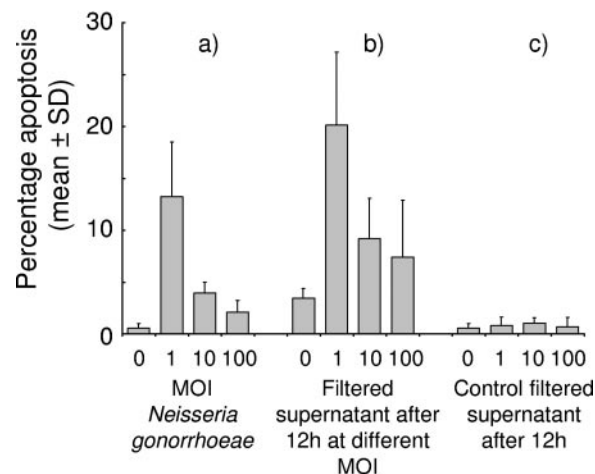 Percentage apoptosis
(mean ± SD)
30
20
10
0
a)
b)
c)
0 1 10 100
0 1 10 100
0 1 10 100
MOI
Neisseria
gonorrhoeae
Filtered
supernatant after
12h at different
MOI
Control filtered
supernatant
after 12h